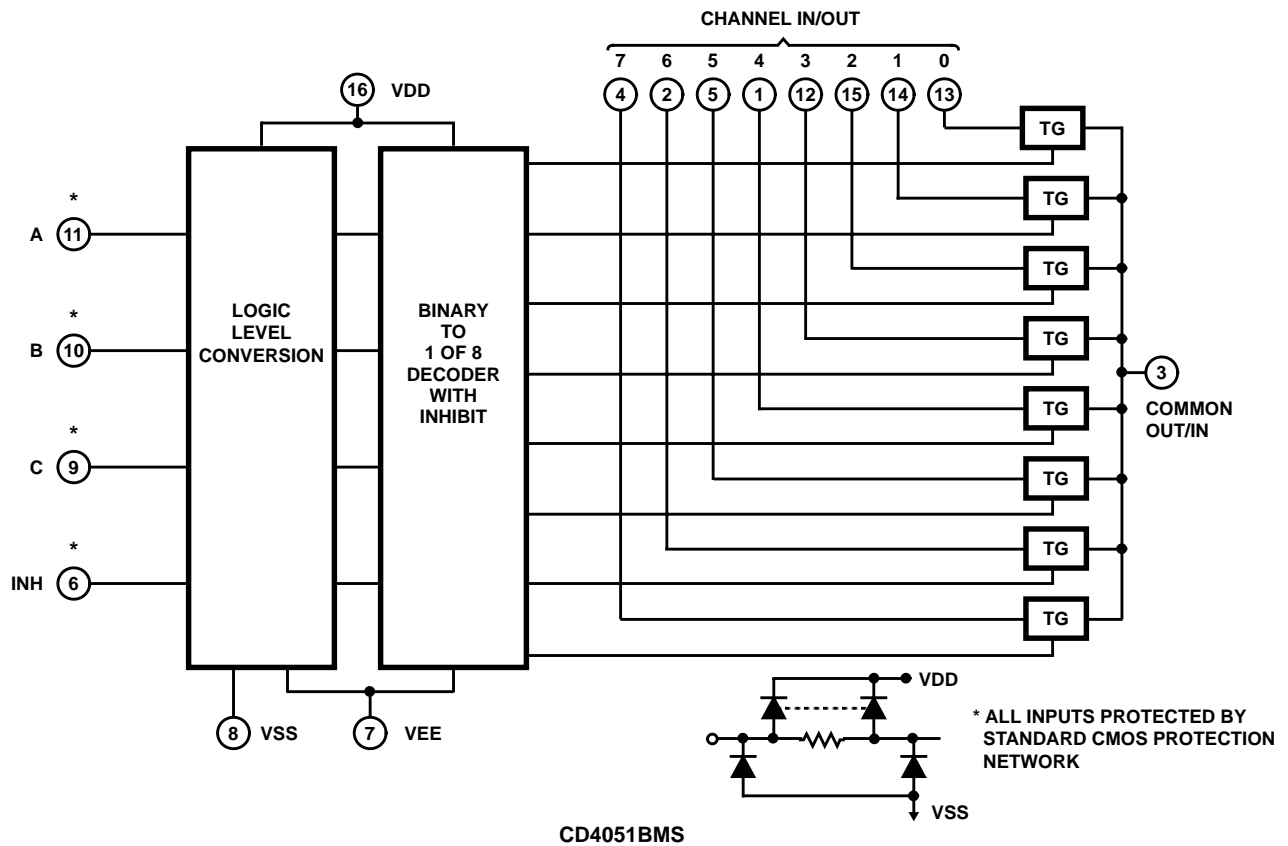 CHANNEL IN/OUT
7 6 5 4 3 2 1 0
4 2 5 1 12 15 14 13
16 VDD
TG
TG
TG
TG
TG
TG
TG
TG
*
A 11
*
B 10
*
C 9
*
INH 6
LOGIC
LEVEL
CONVERSION
BINARY
TO
1 OF 8
DECODER
WITH
INHIBIT
3
COMMON
OUT/IN
8 VSS
7 VEE
VDD
VSS
* ALL INPUTS PROTECTED BY
STANDARD CMOS PROTECTION
NETWORK
CD4051BMS